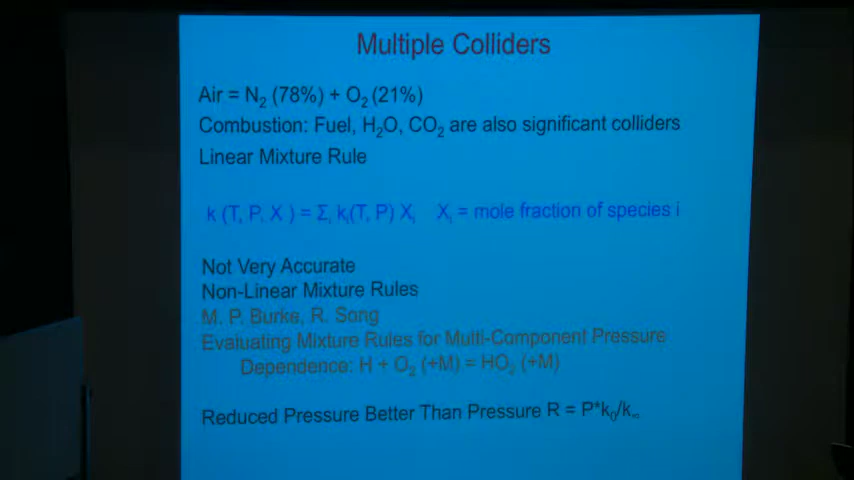 Multiple Colliders
Air = N₂ (78%) + O₂ (21%)
Combustion: Fuel, H₂O, CO₂ are also significant colliders
Linear Mixture Rule
k (T, P, X ) = Σᵢ kᵢ(T, P) Xᵢ    Xᵢ = mole fraction of species i
Not Very Accurate
Non-Linear Mixture Rules
M. P. Burke, R. Song
Evaluating Mixture Rules for Multi-Component Pressure
Dependence: H + O₂ (+M) = HO₂ (+M)
Reduced Pressure Better Than Pressure R = P*k₀/k∞